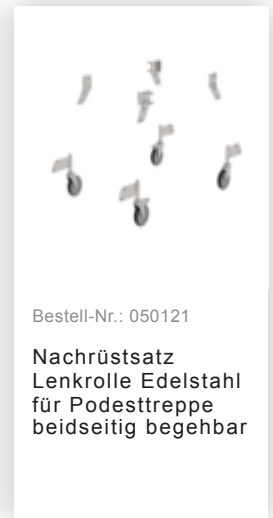 Bestell-Nr.: 050121
Nachrüstsatz
Lenkrolle Edelstahl
für Podesttreppe
beidseitig begehbar